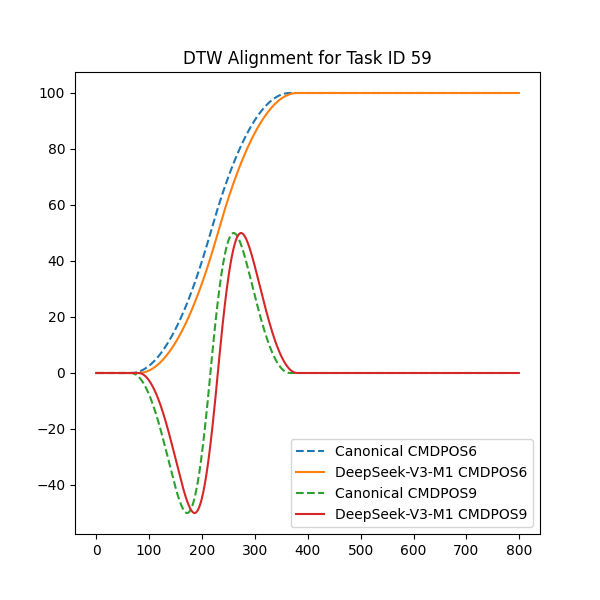 DTW Alignment for Task ID 59
100
80
60
40
20
0
−20
−40
Canonical CMDPOS6
DeepSeek-V3-M1 CMDPOS6
Canonical CMDPOS9
DeepSeek-V3-M1 CMDPOS9
0 100 200 300 400 500 600 700 800